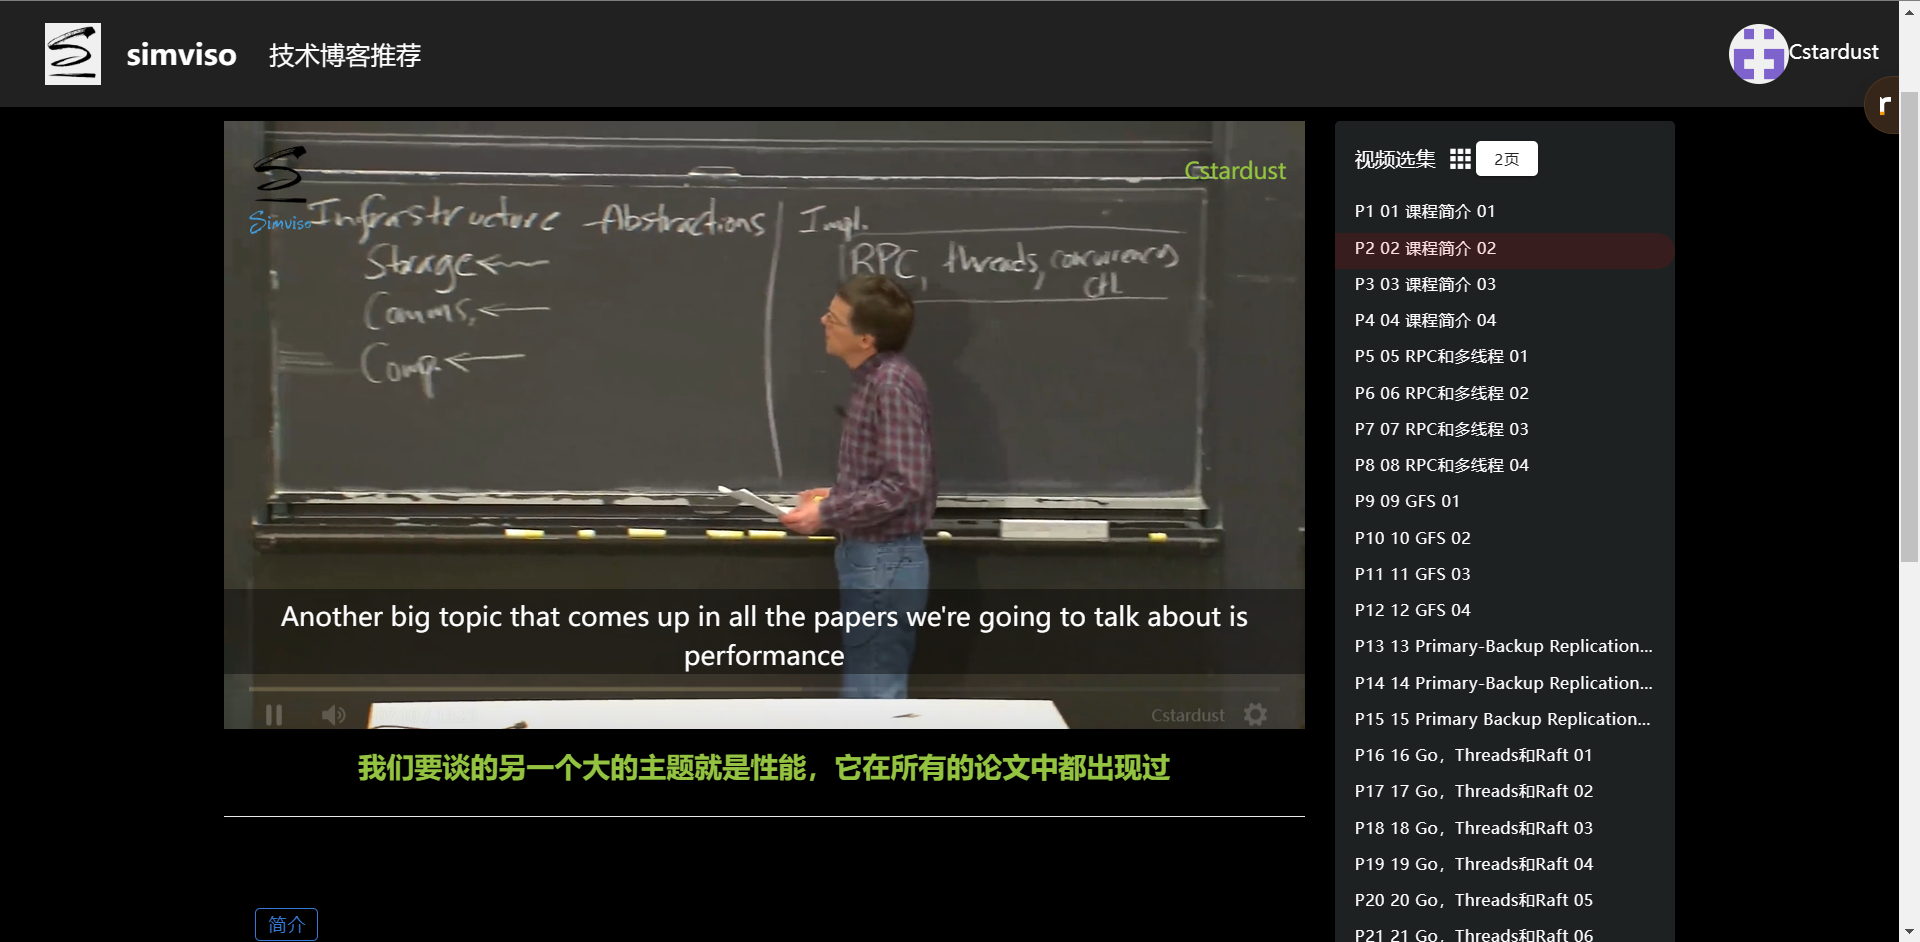 simviso 技术博客推荐
Cstardust
r
Simviso
Cstardust
Infrastructure Abstractions
Impl.
Storage
RPC, threads, concurrency
ctl
Comms.
Comp.
Another big topic that comes up in all the papers we're going to talk about is
performance
Cstardust
我们要谈的另一个大的主题就是性能，它在所有的论文中都出现过
简介
视频选集 2页
P1 01 课程简介 01
P2 02 课程简介 02
P3 03 课程简介 03
P4 04 课程简介 04
P5 05 RPC和多线程 01
P6 06 RPC和多线程 02
P7 07 RPC和多线程 03
P8 08 RPC和多线程 04
P9 09 GFS 01
P10 10 GFS 02
P11 11 GFS 03
P12 12 GFS 04
P13 13 Primary-Backup Replication...
P14 14 Primary-Backup Replication...
P15 15 Primary Backup Replication...
P16 16 Go，Threads和Raft 01
P17 17 Go，Threads和Raft 02
P18 18 Go，Threads和Raft 03
P19 19 Go，Threads和Raft 04
P20 20 Go，Threads和Raft 05
P21 21 Go，Threads和Raft 06